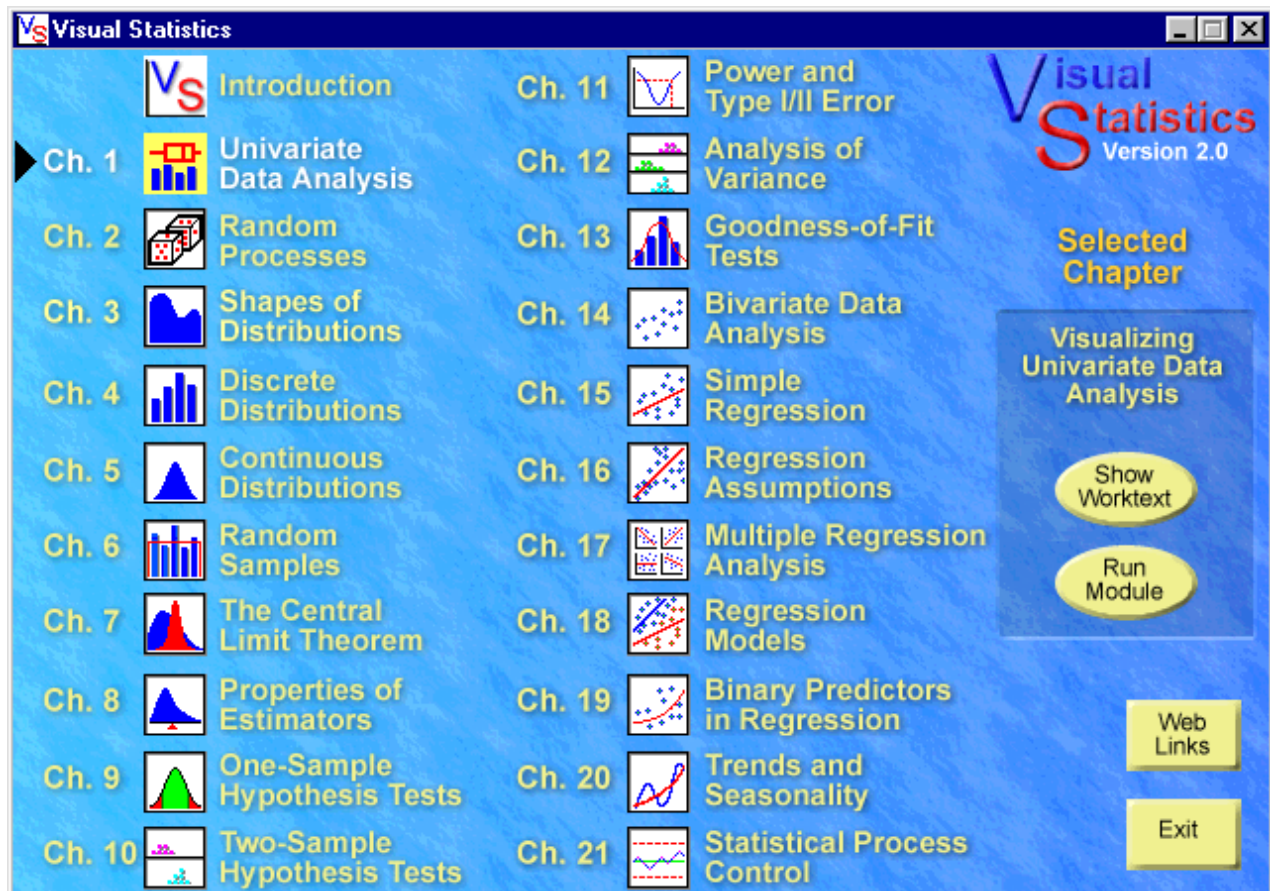 Visual Statistics
Introduction
Ch. 1
Univariate
Data Analysis
Ch. 2
Random
Processes
Ch. 3
Shapes of
Distributions
Ch. 4
Discrete
Distributions
Ch. 5
Continuous
Distributions
Ch. 6
Random
Samples
Ch. 7
The Central
Limit Theorem
Ch. 8
Properties of
Estimators
Ch. 9
One-Sample
Hypothesis Tests
Ch. 10
Two-Sample
Hypothesis Tests
Ch. 11
Power and
Type I/II Error
Ch. 12
Analysis of
Variance
Ch. 13
Goodness-of-Fit
Tests
Ch. 14
Bivariate Data
Analysis
Ch. 15
Simple
Regression
Ch. 16
Regression
Assumptions
Ch. 17
Multiple Regression
Analysis
Ch. 18
Regression
Models
Ch. 19
Binary Predictors
in Regression
Ch. 20
Trends and
Seasonality
Ch. 21
Statistical Process
Control
Visual
Statistics
Version 2.0
Selected
Chapter
Visualizing
Univariate Data
Analysis
Show
Worktext
Run
Module
Web
Links
Exit
VS
VS